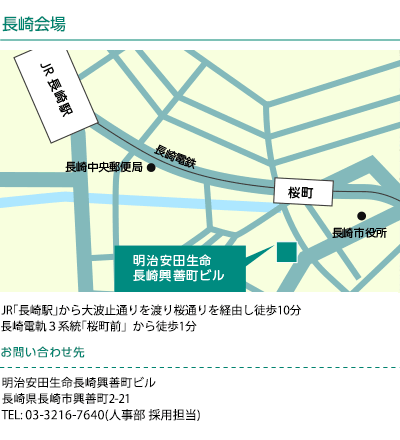 長崎会場
JR 長崎駅
長崎電鉄
長崎中央郵便局
桜町
長崎市役所
明治安田生命
長崎興善町ビル
JR「長崎駅」から大波止通りを渡り桜通りを経由し徒歩10分
長崎電軌３系統「桜町前」から徒歩1分
お問い合わせ先
明治安田生命長崎興善町ビル
長崎県長崎市興善町2-21
TEL: 03-3216-7640(人事部 採用担当)